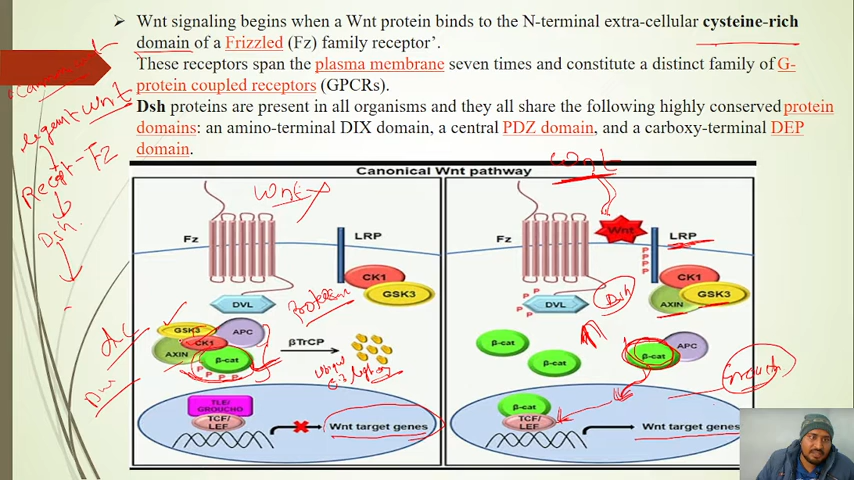 ➤ Wnt signaling begins when a Wnt protein binds to the N-terminal extra-cellular cysteine-rich
domain of a Frizzled (Fz) family receptor’.
These receptors span the plasma membrane seven times and constitute a distinct family of G-
protein coupled receptors (GPCRs).
Dsh proteins are present in all organisms and they all share the following highly conserved protein
domains: an amino-terminal DIX domain, a central PDZ domain, and a carboxy-terminal DEP
domain.
Wnt
Recept - FZ
Dsh
Canonical Wnt pathway
Wnt
Fz
LRP
CK1
GSK3
DVL
GSK3
APC
CK1
AXIN
β-cat
P P P P
βTrCP
TLE/
GROUCHO
TCF/
LEF
Wnt target genes
Wnt
Fz
Wnt
LRP
P
P
P
P
CK1
AXIN
GSK3
P P
P
DVL
Dsh
β-cat
β-cat
β-cat
APC
β-cat
TCF/
LEF
Wnt target genes